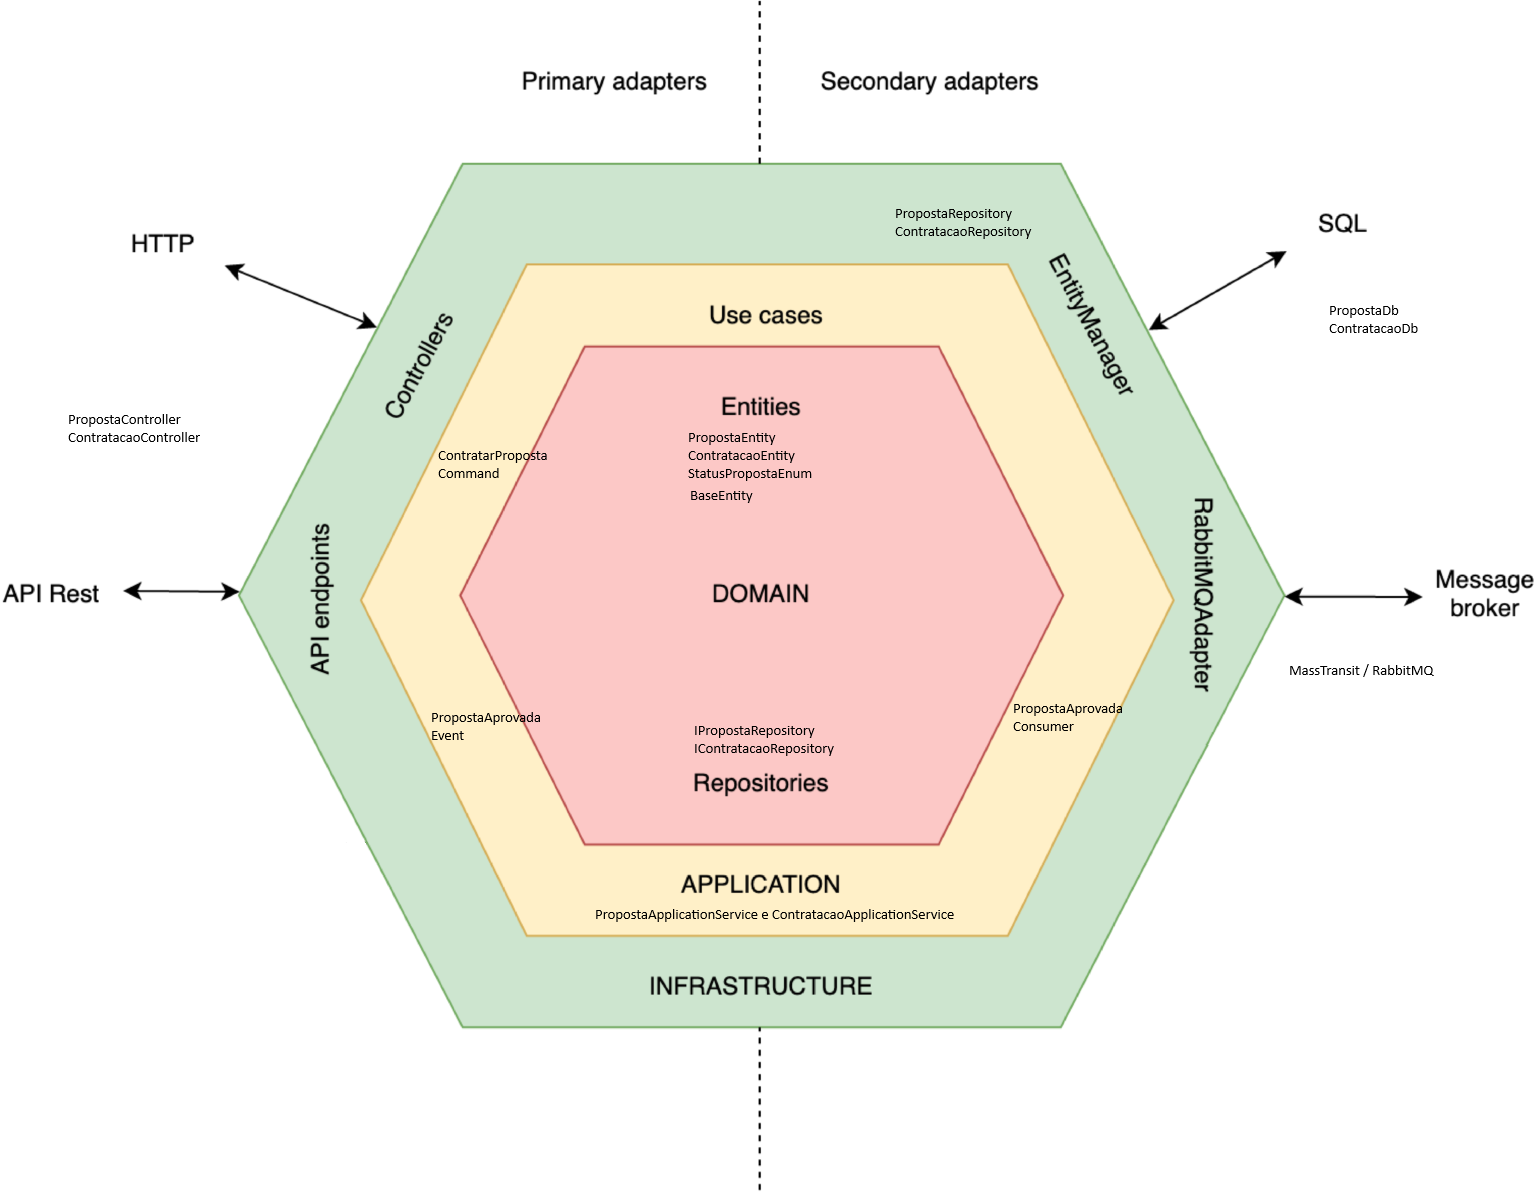 Primary adapters
Secondary adapters
HTTP
SQL
PropostaRepository
ContratacaoRepository
EntityManager
PropostaDb
ContratacaoDb
Controllers
Use cases
PropostaController
ContratacaoController
Entities
PropostaEntity
ContratacaoEntity
StatusPropostaEnum
BaseEntity
ContratarProposta
Command
API Rest
API endpoints
DOMAIN
RabbitMQAdapter
Message
broker
MassTransit / RabbitMQ
PropostaAprovada
Event
IPropostaRepository
IContratacaoRepository
Repositories
PropostaAprovada
Consumer
APPLICATION
PropostaApplicationService e ContratacaoApplicationService
INFRASTRUCTURE